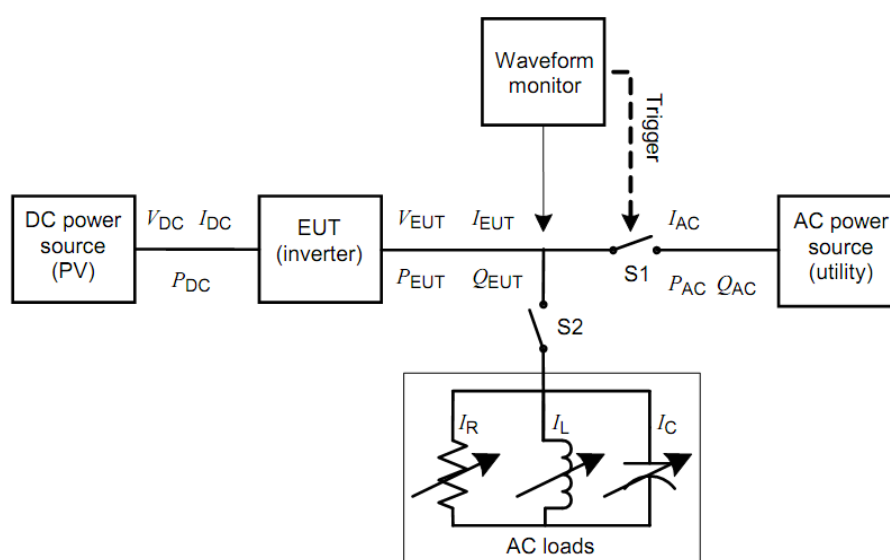 Waveform
monitor
Trigger
DC power
source
(PV)
VDC IDC
PDC
EUT
(inverter)
VEUT IEUT
PEUT QEUT
S1
IAC
PAC QAC
AC power
source
(utility)
S2
IR
IL
IC
AC loads